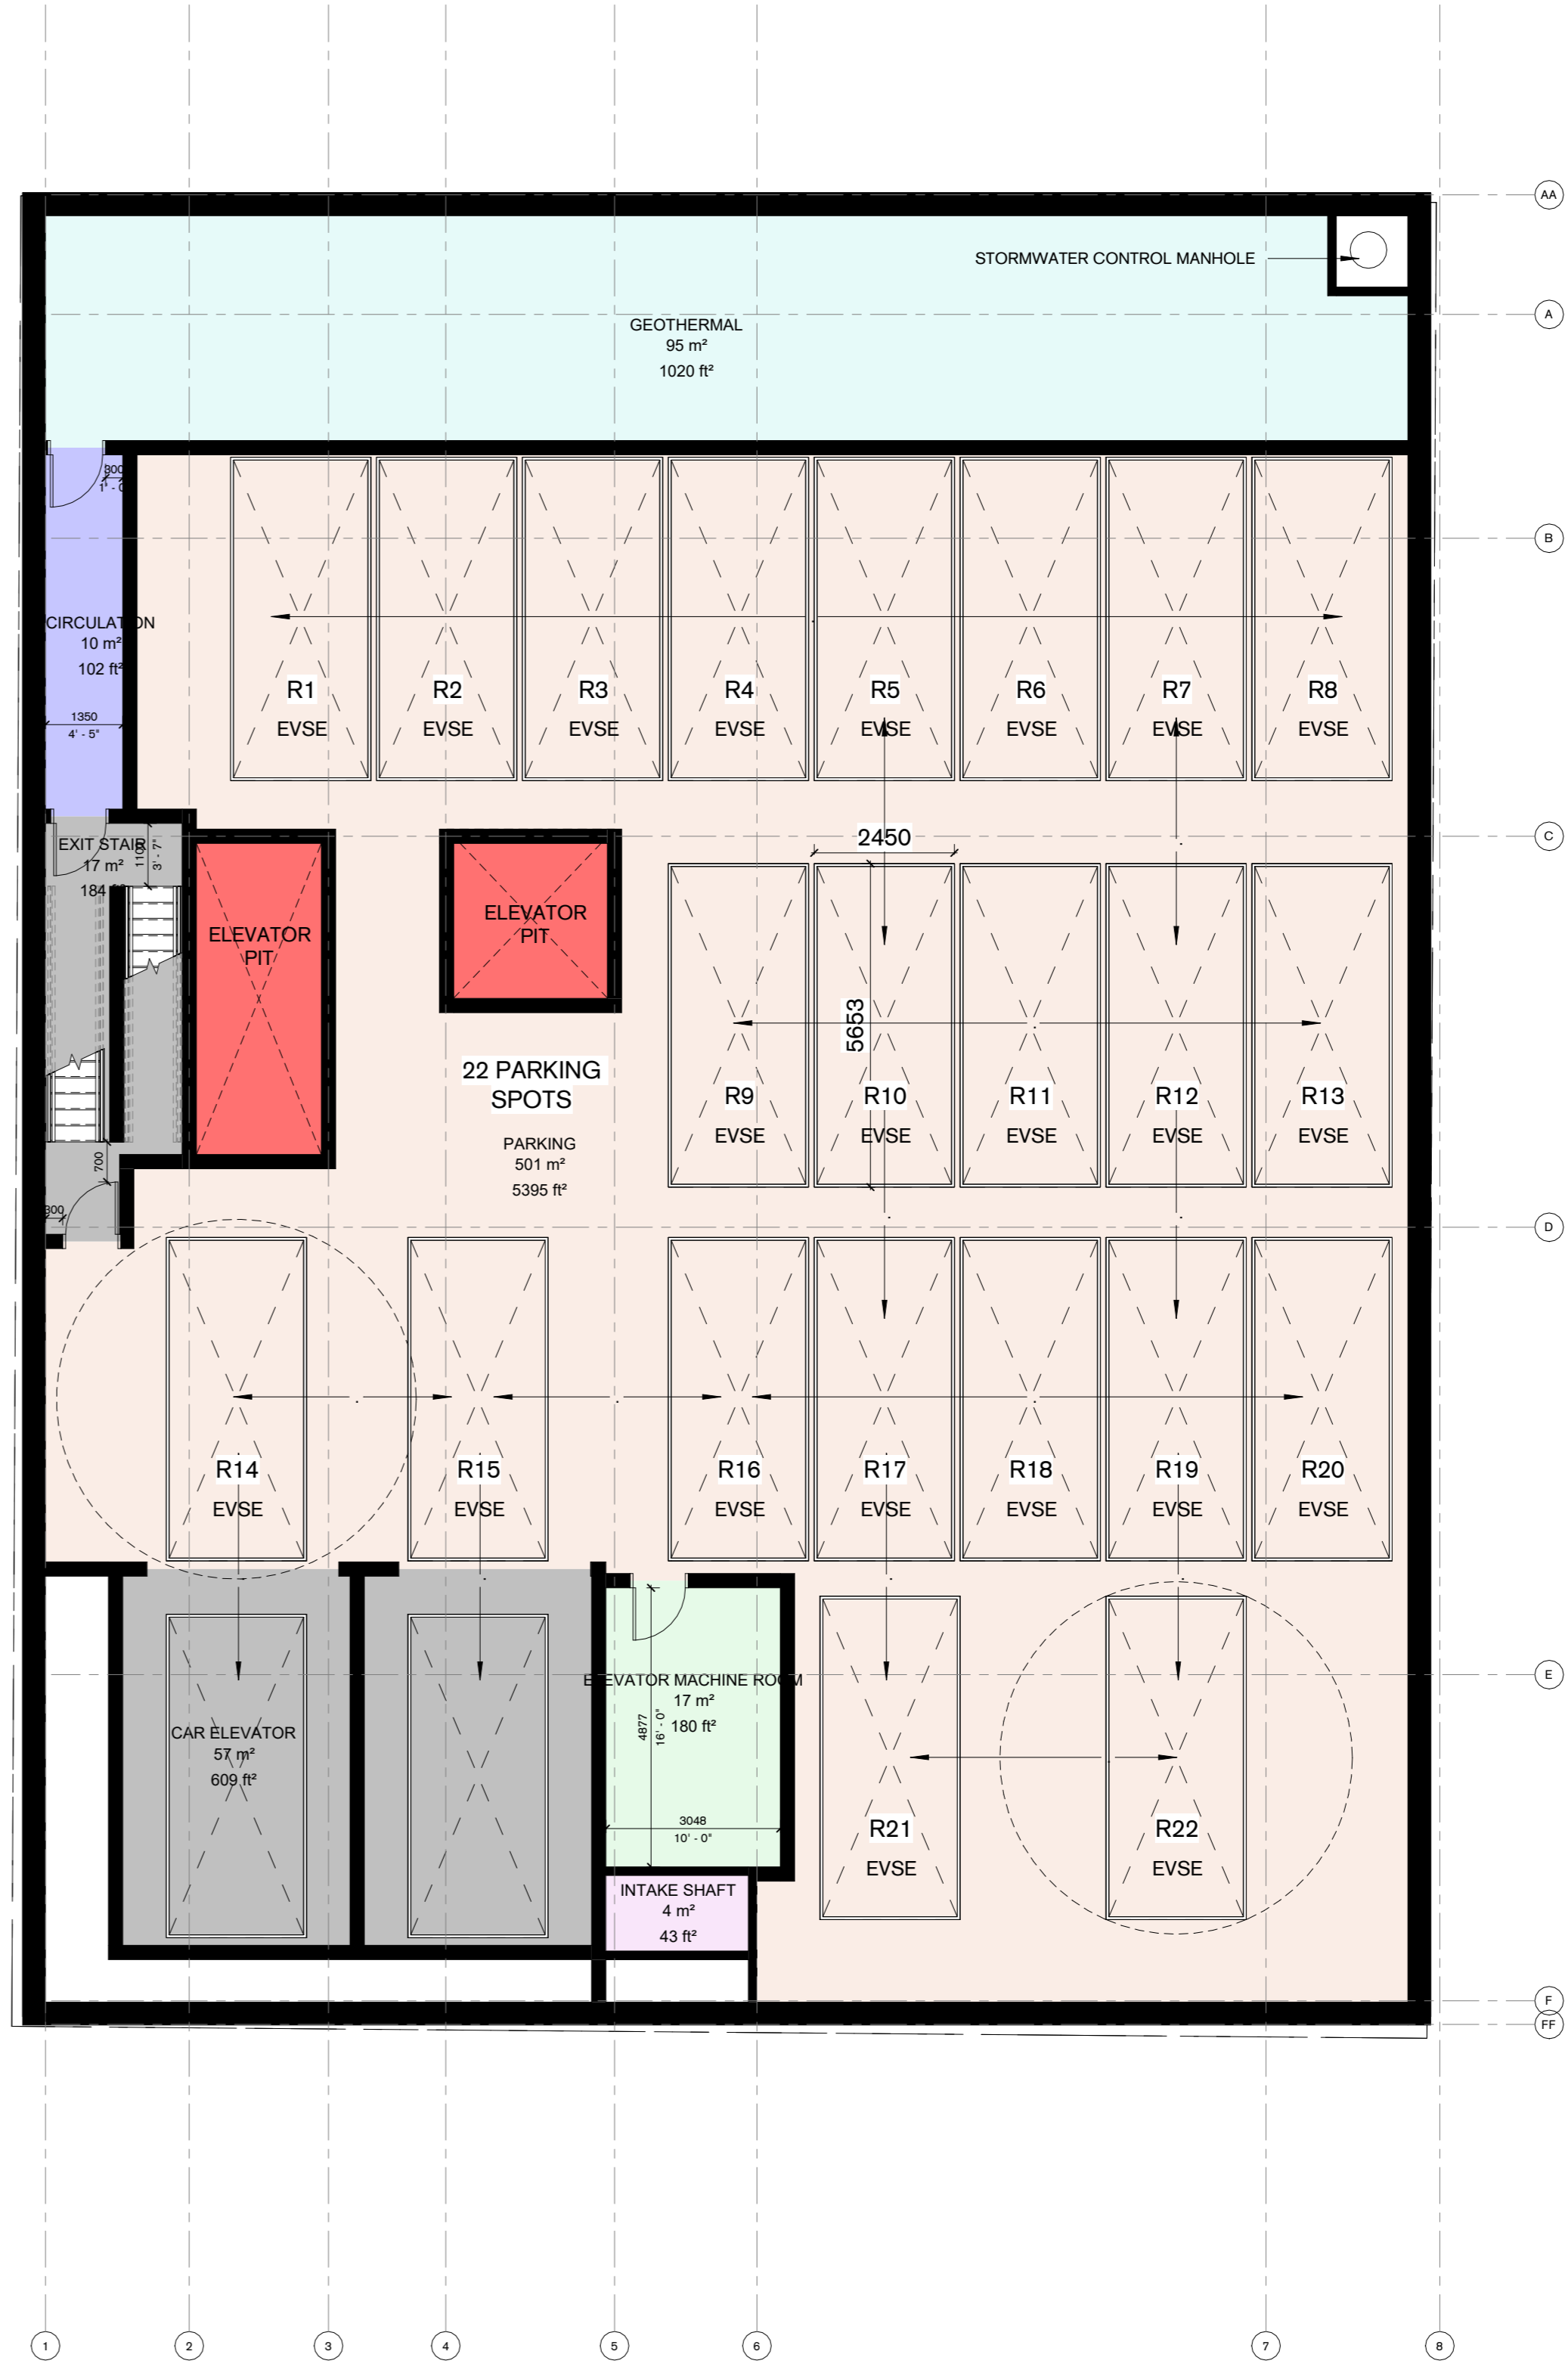 AA
STORMWATER CONTROL MANHOLE
A
GEOTHERMAL
95 m²
1020 ft²
300
B
CIRCULATION
10 m²
102 ft²
R1
EVSE
R2
EVSE
R3
EVSE
R4
EVSE
R5
EVSE
R6
EVSE
R7
EVSE
R8
EVSE
1350
4' - 5"
C
2450
EXIT STAIR
17 m²
3' - 7"
ELEVATOR
PIT
ELEVATOR
PIT
5653
22 PARKING
SPOTS
PARKING
501 m²
5395 ft²
R9
EVSE
R10
EVSE
R11
EVSE
R12
EVSE
R13
EVSE
700
300
D
R14
EVSE
R15
EVSE
R16
EVSE
R17
EVSE
R18
EVSE
R19
EVSE
R20
EVSE
E
ELEVATOR MACHINE ROOM
17 m²
180 ft²
4877
16' - 0"
3048
10' - 0"
CAR ELEVATOR
57 m²
609 ft²
R21
EVSE
R22
EVSE
INTAKE SHAFT
4 m²
43 ft²
F
FF
1
2
3
4
5
6
7
8